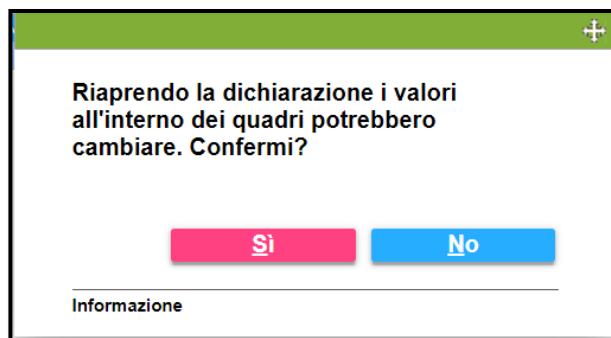 Riaprendo la dichiarazione i valori
all'interno dei quadri potrebbero
cambiare. Confermi?
Sì No
Informazione